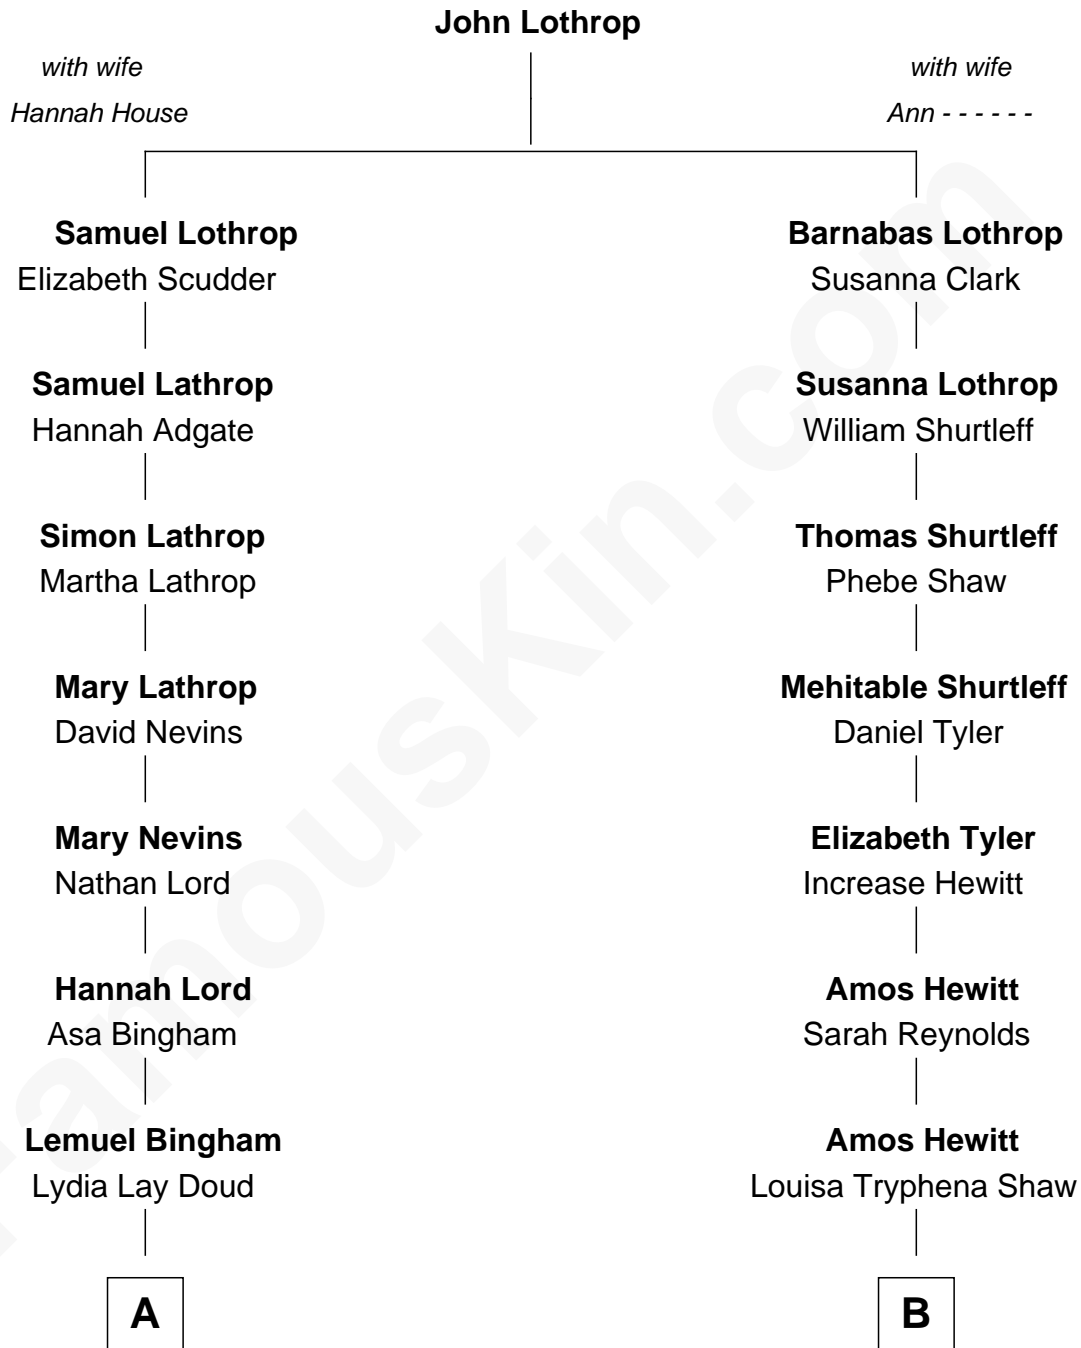 John Lothrop
with wife
Hannah House
with wife
Ann - - - - - -
Samuel Lothrop
Elizabeth Scudder
Barnabas Lothrop
Susanna Clark
Samuel Lathrop
Hannah Adgate
Susanna Lothrop
William Shurtleff
Simon Lathrop
Martha Lathrop
Thomas Shurtleff
Phebe Shaw
Mary Lathrop
David Nevins
Mehitable Shurtleff
Daniel Tyler
Mary Nevins
Nathan Lord
Elizabeth Tyler
Increase Hewitt
Hannah Lord
Asa Bingham
Amos Hewitt
Sarah Reynolds
Lemuel Bingham
Lydia Lay Doud
Amos Hewitt
Louisa Tryphena Shaw
A
B
FamousKin.com